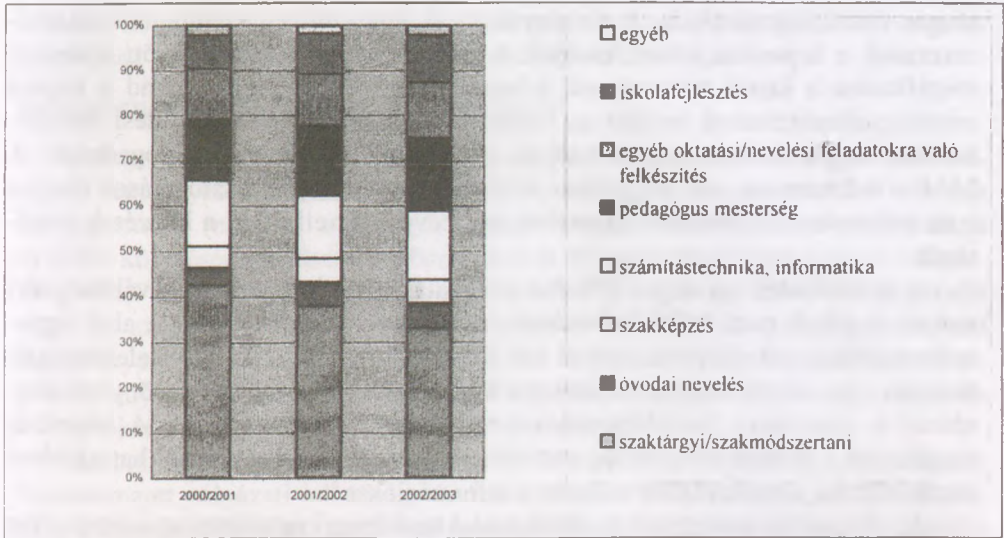 100%
90%
80%
70%
60%
50%
40%
30%
20%
10%
0%
2000/2001 2001/2002 2002/2003
egyéb
iskolafejlesztés
egyéb oktatási/nevelési feladatokra való
felkészítés
pedagógus mesterség
számítástechnika, informatika
szakképzés
óvodai nevelés
szaktárgyi/szakmódszertani